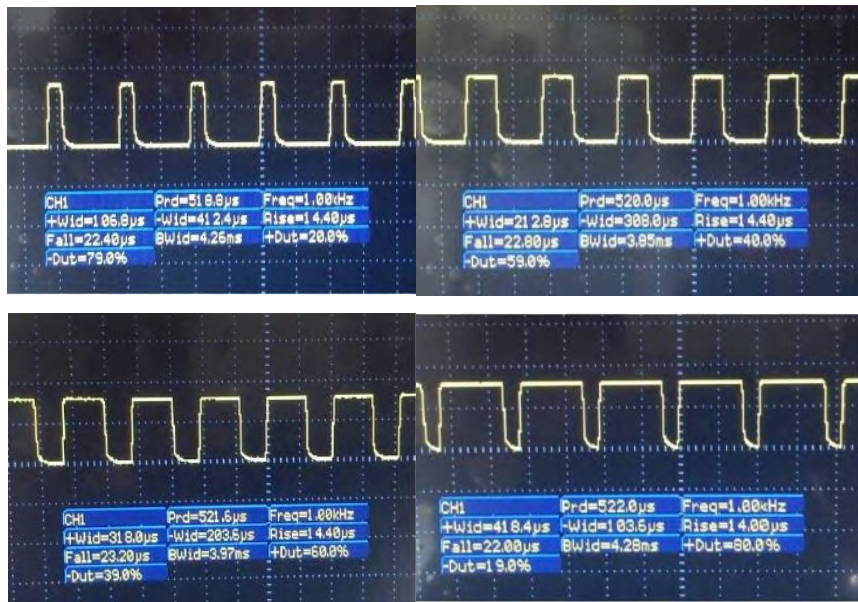 CH1 Prd=518.8µs Freq=1.00kHz
+Wid=106.8µs -Wid=412.4µs Rise=14.40µs
Fall=22.40µs BWid=4.26ms +Dut=20.0%
-Dut=79.0%
CH1 Prd=520.0µs Freq=1.00kHz
+Wid=212.8µs -Wid=308.0µs Rise=14.40µs
Fall=22.80µs BWid=3.85ms +Dut=40.0%
-Dut=59.0%
CH1 Prd=521.6µs Freq=1.00kHz
+Wid=318.0µs -Wid=203.6µs Rise=14.40µs
Fall=23.20µs BWid=3.97ms +Dut=60.0%
-Dut=39.0%
CH1 Prd=522.0µs Freq=1.00kHz
+Wid=418.4µs -Wid=103.6µs Rise=14.00µs
Fall=22.00µs BWid=4.28ms +Dut=80.0%
-Dut=19.0%